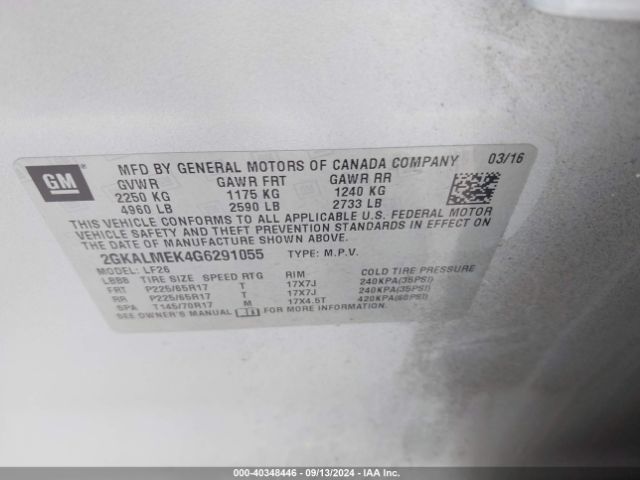 GM
MFD BY GENERAL MOTORS OF CANADA COMPANY 03/16
GVWR GAWR FRT GAWR RR
2250 KG 1175 KG 1240 KG
4960 LB 2590 LB 2733 LB
THIS VEHICLE CONFORMS TO ALL APPLICABLE U.S. FEDERAL MOTOR
VEHICLE SAFETY AND THEFT PREVENTION STANDARDS IN EFFECT ON
THE DATE OF MANUFACTURE SHOWN ABOVE.
2GKALMEK4G6291055 TYPE: M.P.V.
MODEL: LF26
LBBB TIRE SIZE SPEED RTG RIM COLD TIRE PRESSURE
FRT P225/65R17 T 17X7J 240KPA(35PSI)
RR P225/65R17 T 17X7J 240KPA(35PSI)
SPA T145/70R17 M 17X4.5T 420KPA(60PSI)
SEE OWNER'S MANUAL FOR MORE INFORMATION.
000-40348446 - 09/13/2024 - IAAI.COM